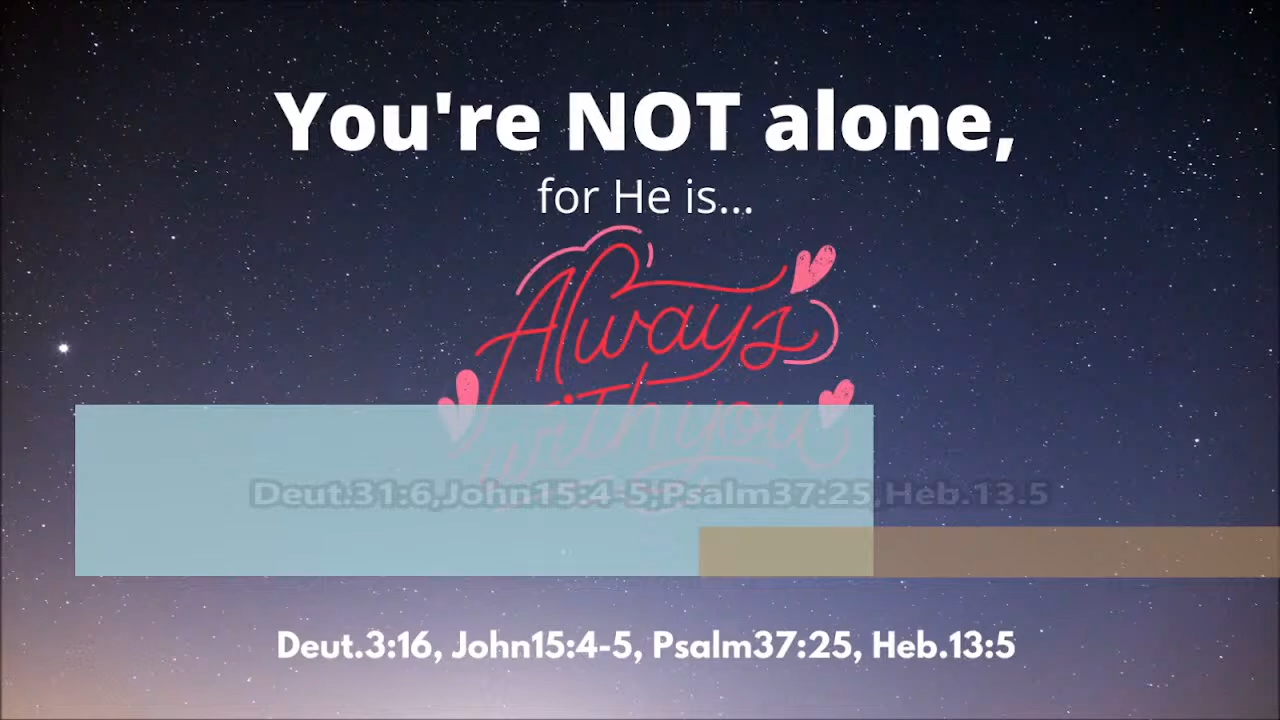 You're NOT alone,
for He is...
Always
with you
Deut.31:6,John15:4-5,Psalm37:25,Heb.13.5
Deut.3:16, John15:4-5, Psalm37:25, Heb.13:5